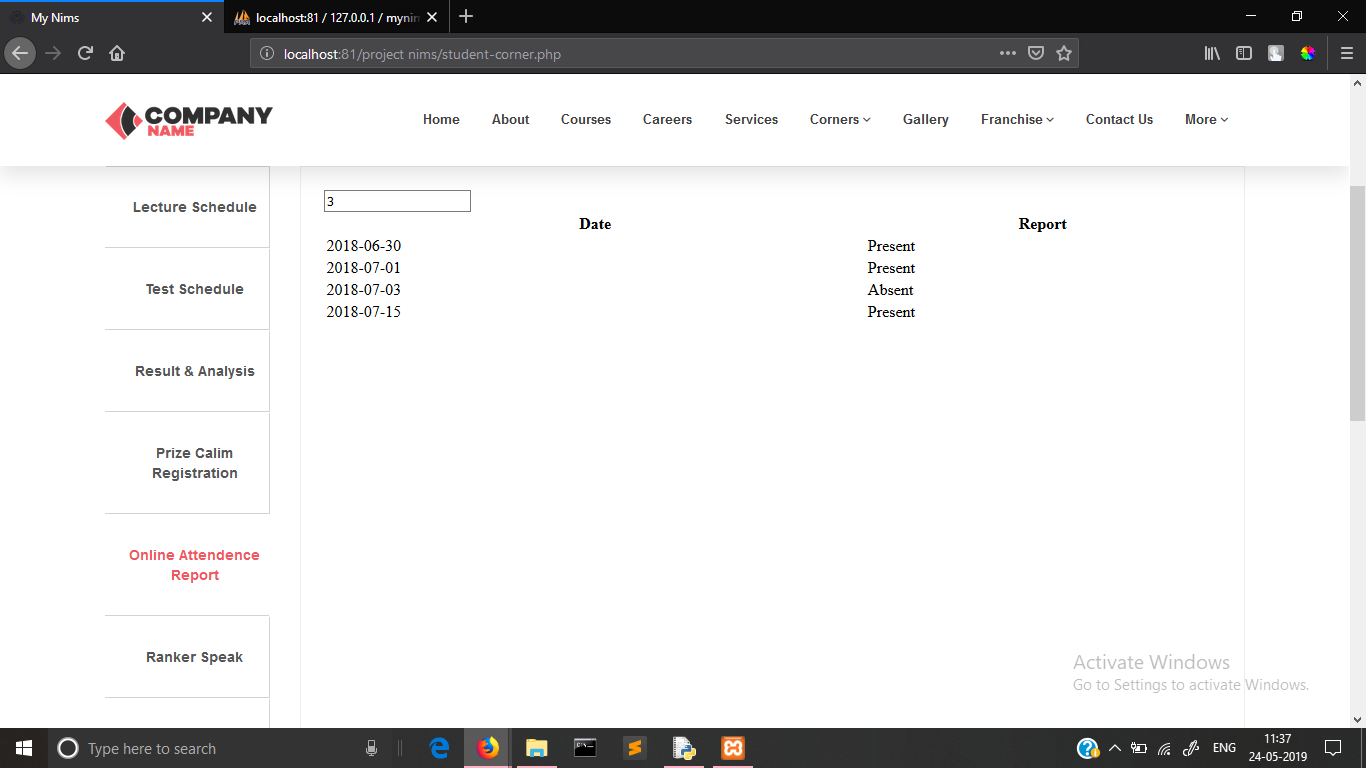 My Nims
localhost:81 / 127.0.0.1 / mynim
localhost:81/project nims/student-corner.php
COMPANY
NAME
Home About Courses Careers Services Corners Gallery Franchise Contact Us More
Lecture Schedule
Test Schedule
Result & Analysis
Prize Calim
Registration
Online Attendence
Report
Ranker Speak
3
Date Report
2018-06-30 Present
2018-07-01 Present
2018-07-03 Absent
2018-07-15 Present
Activate Windows
Go to Settings to activate Windows.
Type here to search
ENG
11:37
24-05-2019